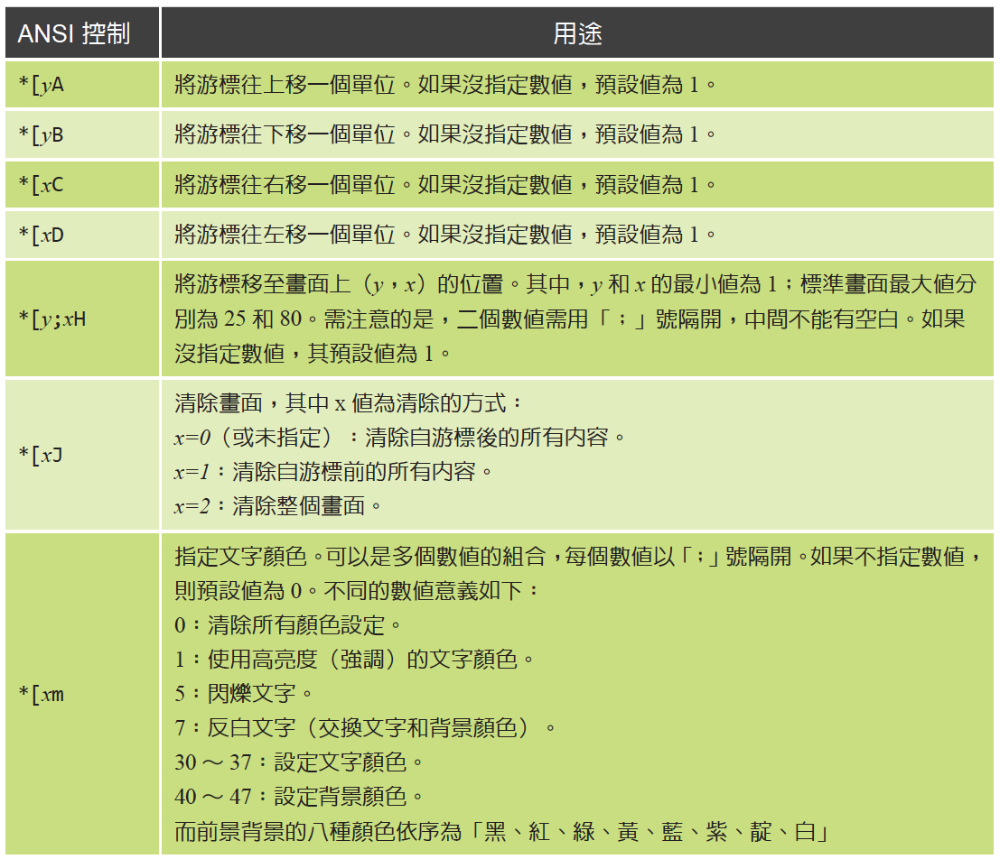 ANSI 控制 用途
*[yA 將游標往上移一個單位。如果沒指定數值，預設值為 1。
*[yB 將游標往下移一個單位。如果沒指定數值，預設值為 1。
*[xC 將游標往右移一個單位。如果沒指定數值，預設值為 1。
*[xD 將游標往左移一個單位。如果沒指定數值，預設值為 1。
*[y;xH
將游標移至畫面上（y，x）的位置。其中，y 和 x 的最小值為 1；標準畫面最大值分
別為 25 和 80。需注意的是，二個數值需用「；」號隔開，中間不能有空白。如果
沒指定數值，其預設值為 1。
*[xJ
清除畫面，其中 x 值為清除的方式：
x=0（或未指定）：清除自游標後的所有內容。
x=1：清除自游標前的所有內容。
x=2：清除整個畫面。
*[xm
指定文字顏色。可以是多個數值的組合，每個數值以「；」號隔開。如果不指定數值，
則預設值為 0。不同的數值意義如下：
0：清除所有顏色設定。
1：使用高亮度（強調）的文字顏色。
5：閃爍文字。
7：反白文字（交換文字和背景顏色）。
30～37：設定文字顏色。
40～47：設定背景顏色。
而前景背景的八種顏色依序為「黑、紅、綠、黃、藍、紫、靛、白」